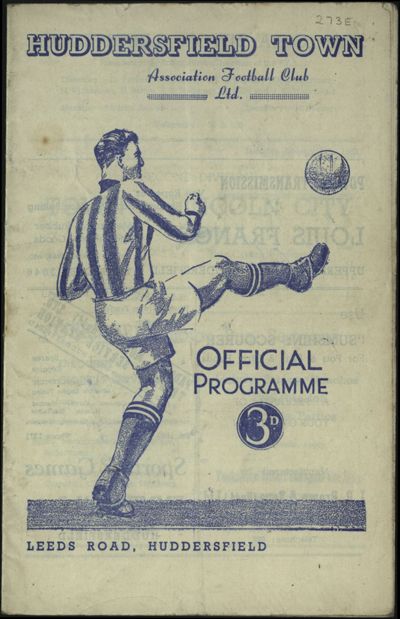 273E
HUDDERSFIELD TOWN
Association Football Club
Ltd.
OFFICIAL
PROGRAMME
3D.
LEEDS ROAD, HUDDERSFIELD